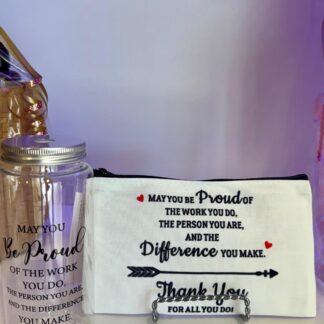 MAY YOU
Be Proud
OF THE WORK
YOU DO,
THE PERSON YOU ARE,
AND THE
DIFFERENCE
YOU MAKE.
MAY YOU BE Proud OF
THE WORK YOU DO,
THE PERSON YOU ARE,
AND THE
Difference YOU MAKE.
Thank You
FOR ALL YOU DO!